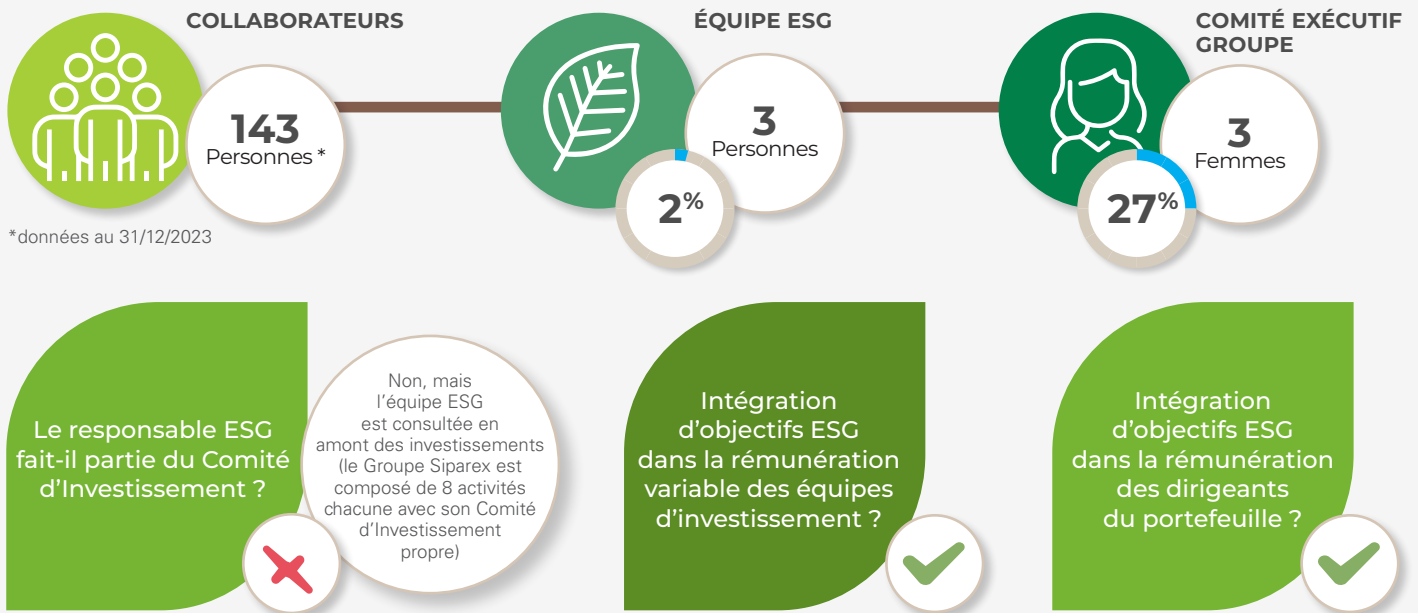 COLLABORATEURS
143
Personnes *
*données au 31/12/2023
ÉQUIPE ESG
3
Personnes
2%
COMITÉ EXÉCUTIF
GROUPE
3
Femmes
27%
Le responsable ESG
fait-il partie du Comité
d’Investissement ?
Non, mais
l’équipe ESG
est consultée en
amont des investissements
(le Groupe Siparex est
composé de 8 activités
chacune avec son Comité
d’Investissement
propre)
Intégration
d’objectifs ESG
dans la rémunération
variable des équipes
d’investissement ?
Intégration
d’objectifs ESG
dans la rémunération
des dirigeants
du portefeuille ?